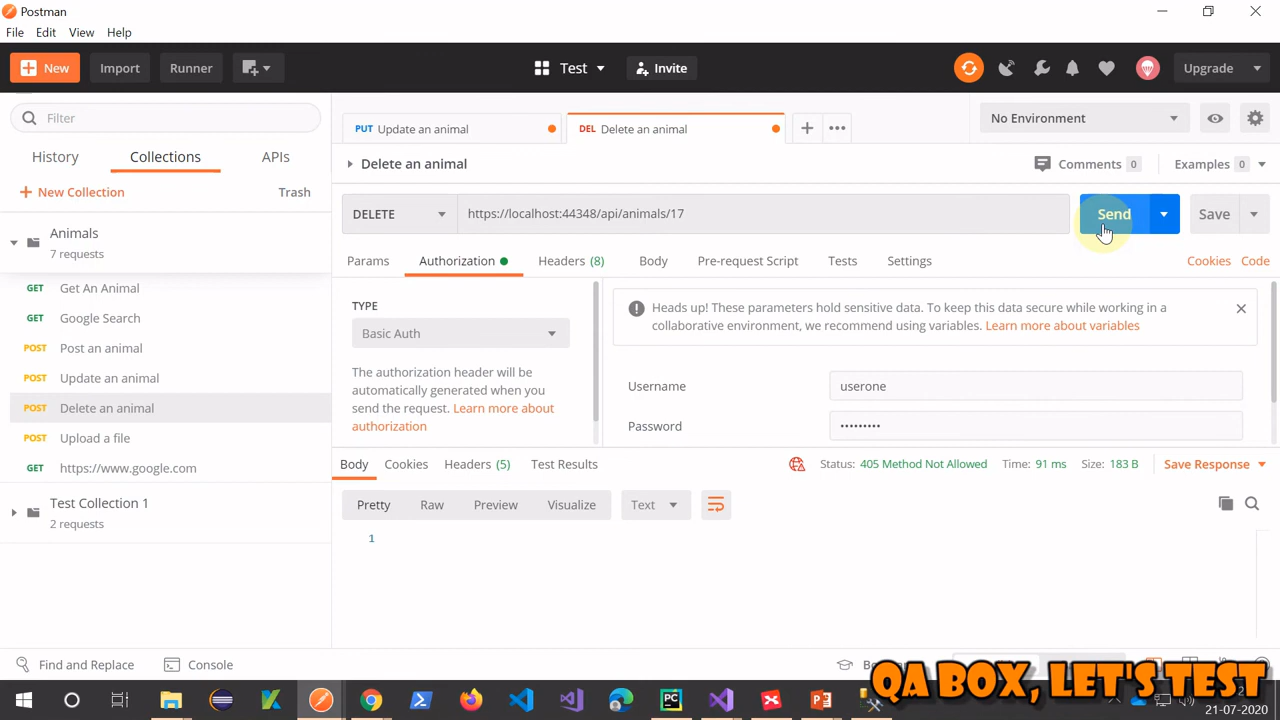 Postman
File Edit View Help
New Import Runner Test Invite Upgrade
Filter
History Collections APIs
New Collection Trash
Animals
7 requests
GET Get An Animal
GET Google Search
POST Post an animal
POST Update an animal
POST Delete an animal
POST Upload a file
GET https://www.google.com
Test Collection 1
2 requests
PUT Update an animal DEL Delete an animal No Environment
Delete an animal Comments 0 Examples 0
DELETE https://localhost:44348/api/animals/17 Send Save
Params Authorization Headers (8) Body Pre-request Script Tests Settings Cookies Code
TYPE
Basic Auth
The authorization header will be
automatically generated when you
send the request. Learn more about
authorization
Heads up! These parameters hold sensitive data. To keep this data secure while working in a
collaborative environment, we recommend using variables. Learn more about variables
Username userone
Password •••••••••
Body Cookies Headers (5) Test Results Status: 405 Method Not Allowed Time: 91 ms Size: 183 B Save Response
Pretty Raw Preview Visualize Text
1
Find and Replace Console
QA BOX, LET'S TEST
21-07-2020